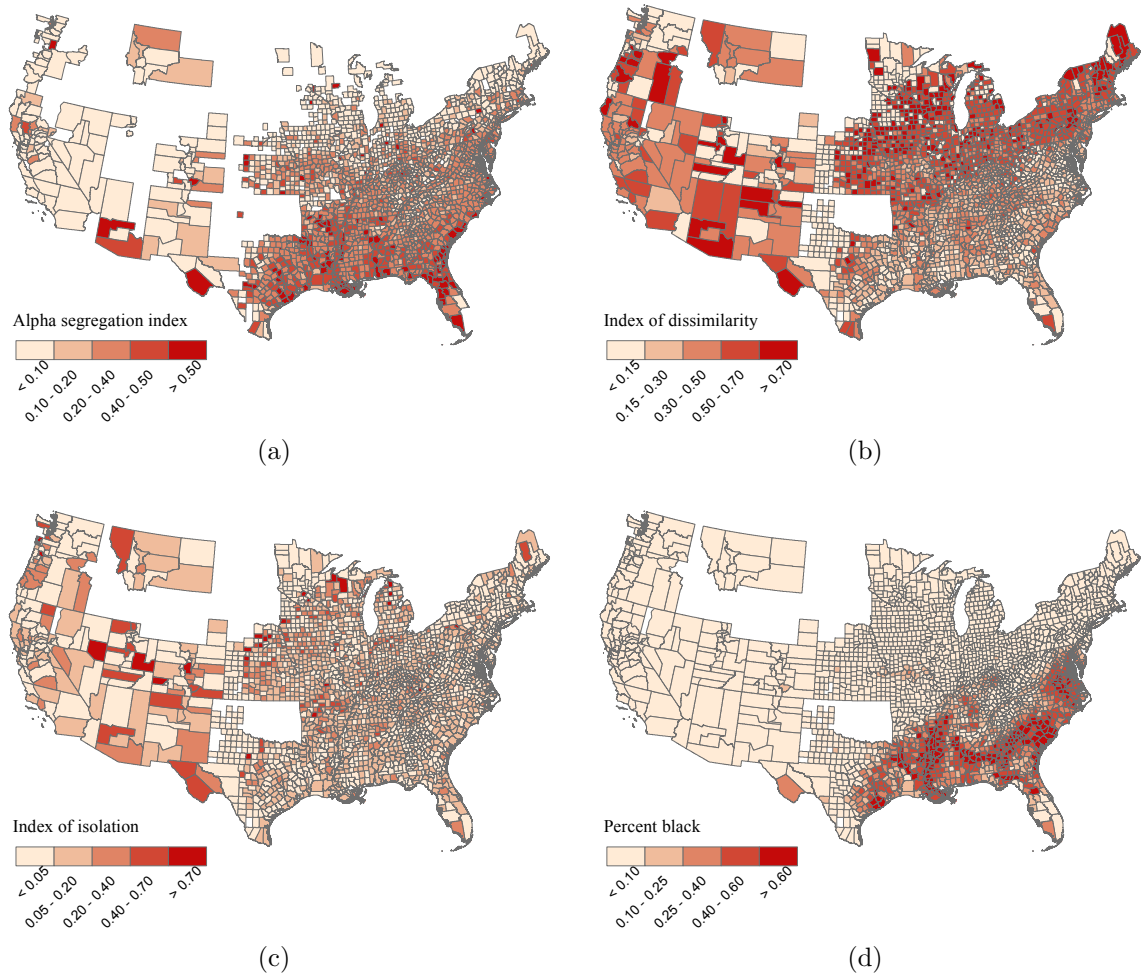 Alpha segregation index
< 0.10
0.10 - 0.20
0.20 - 0.40
0.40 - 0.50
> 0.50
(a)
Index of dissimilarity
< 0.15
0.15 - 0.30
0.30 - 0.50
0.50 - 0.70
> 0.70
(b)
Index of isolation
< 0.05
0.05 - 0.20
0.20 - 0.40
0.40 - 0.70
> 0.70
(c)
Percent black
< 0.10
0.10 - 0.25
0.25 - 0.40
0.40 - 0.60
> 0.60
(d)